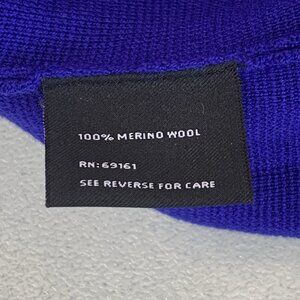 100% MERINO WOOL
RN: 69161
SEE REVERSE FOR CARE